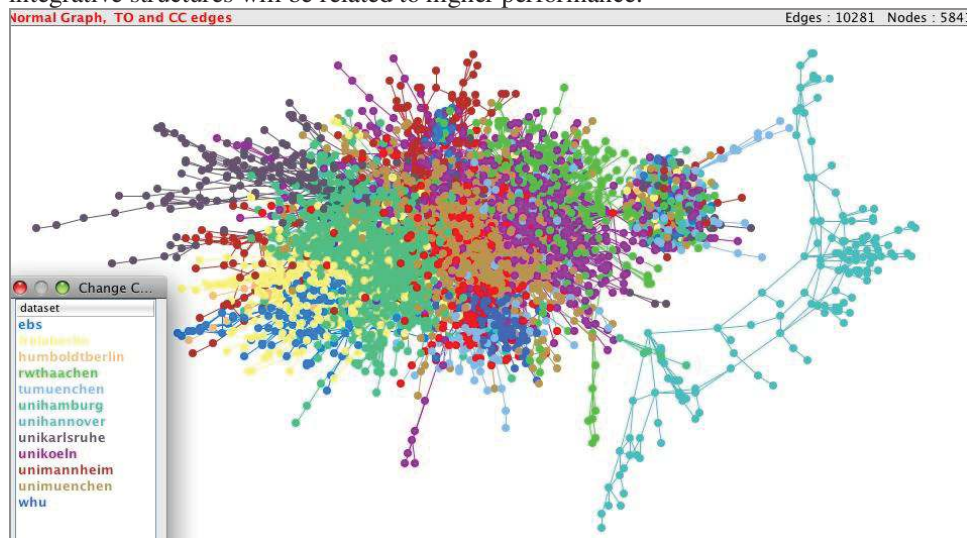 integrative structures will be related to higher performance.
Normal Graph, TO and CC edges
Edges : 10281 Nodes : 5841
Change C...
dataset
ebs
freieberlin
humboldtberlin
rwthaachen
tumuenchen
unihamburg
unihannover
unikarlsruhe
unikoeln
unimannheim
unimuenchen
whu